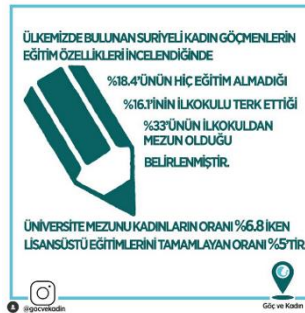 ÜLKEMİZDE BULUNAN SURİYELİ KADIN GÖÇMENLERİN
EĞİTİM ÖZELLİKLERİ İNCELENDİĞİNDE
%18.4'ÜNÜN HİÇ EĞİTİM ALMADIĞI
%16.1'İNİN İLKOKULU TERK ETTİĞİ
%33'ÜNÜN İLKOKULDAN
MEZUN OLDUĞU
BELİRLENMİŞTİR.
ÜNİVERSİTE MEZUNU KADINLARIN ORANI %6.8 İKEN
LİSANSÜSTÜ EĞİTİMLERİNİ TAMAMLAYAN ORANI %5'TİR.
@gocvekadin
Göç ve Kadın